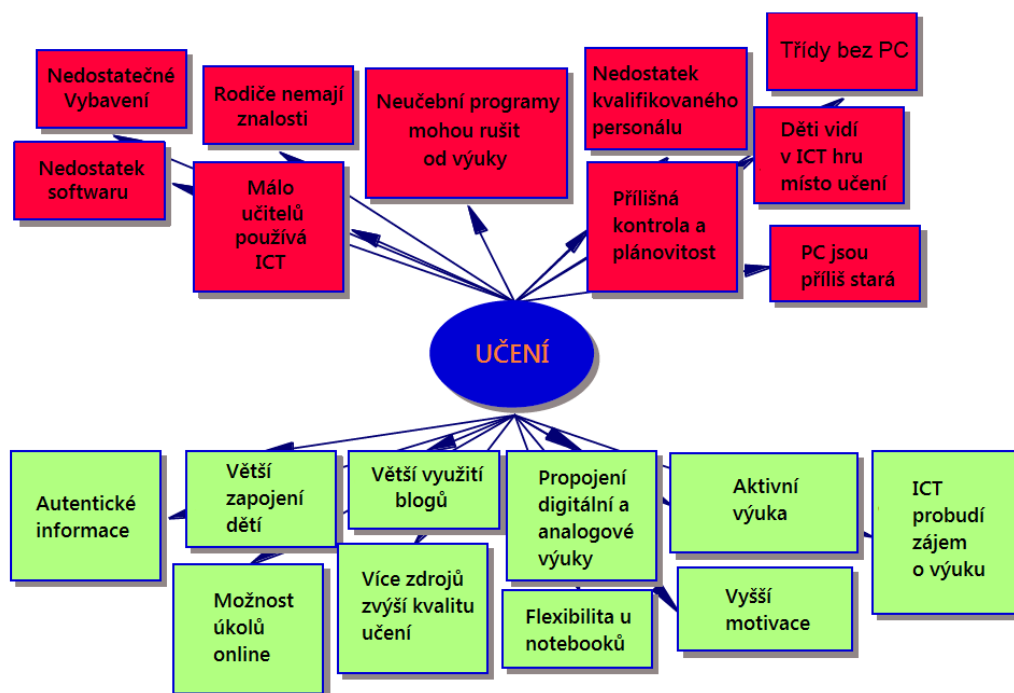 Nedostatečné
Vybavení
Rodiče nemají
znalosti
Neučební programy
mohou rušit
od výuky
Nedostatek
kvalifikovaného
personálu
Třídy bez PC
Nedostatek
softwaru
Málo
učitelů
používá
ICT
Přílišná
kontrola a
plánovitost
Děti vidí
v ICT hru
místo učení
PC jsou
příliš stará
UČENÍ
Autentické
informace
Větší
zapojení
dětí
Větší využití
blogů
Propojení
digitální a
analogové
výuky
Aktivní
výuka
ICT
probudí
zájem
o výuku
Možnost
úkolů
online
Více zdrojů
zvýší kvalitu
učení
Flexibilita u
notebooků
Vyšší
motivace